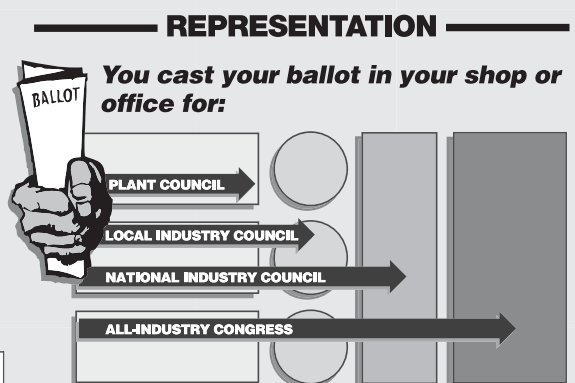 REPRESENTATION
You cast your ballot in your shop or
office for:
BALLOT
PLANT COUNCIL
LOCAL INDUSTRY COUNCIL
NATIONAL INDUSTRY COUNCIL
ALL-INDUSTRY CONGRESS